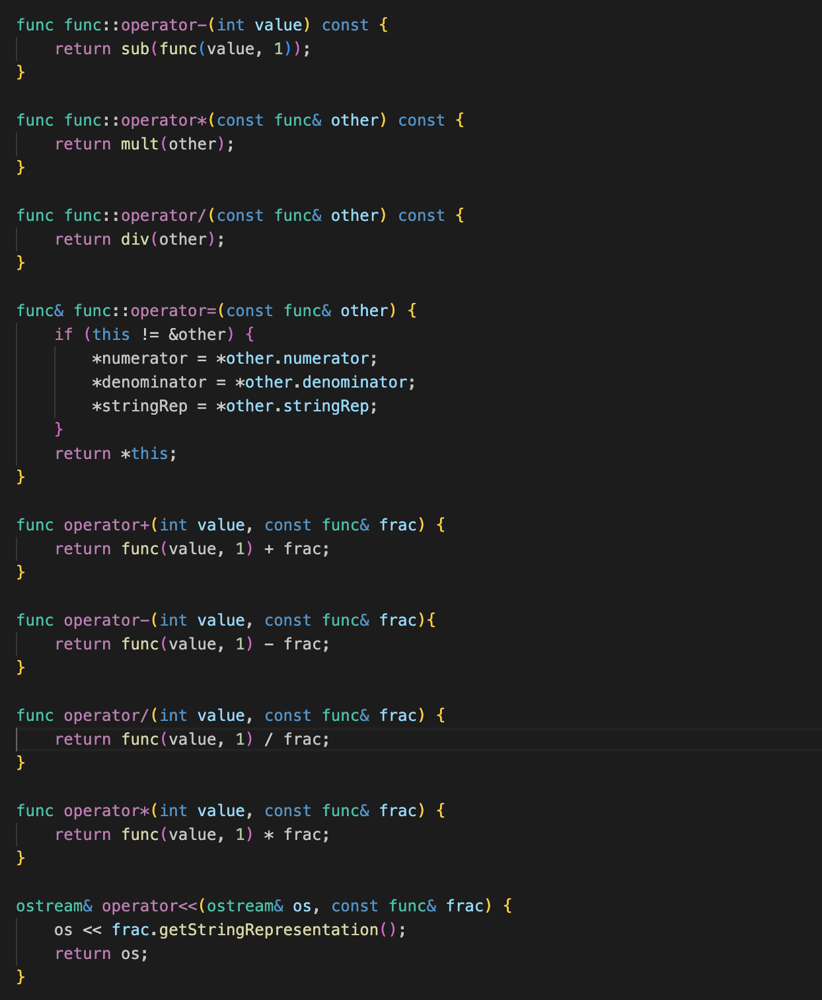 func func::operator-(int value) const {
    return sub(func(value, 1));
}

func func::operator*(const func& other) const {
    return mult(other);
}

func func::operator/(const func& other) const {
    return div(other);
}

func& func::operator=(const func& other) {
    if (this != &other) {
        *numerator = *other.numerator;
        *denominator = *other.denominator;
        *stringRep = *other.stringRep;
    }
    return *this;
}

func operator+(int value, const func& frac) {
    return func(value, 1) + frac;
}

func operator-(int value, const func& frac){
    return func(value, 1) - frac;
}

func operator/(int value, const func& frac) {
    return func(value, 1) / frac;
}

func operator*(int value, const func& frac) {
    return func(value, 1) * frac;
}

ostream& operator<<(ostream& os, const func& frac) {
    os << frac.getStringRepresentation();
    return os;
}